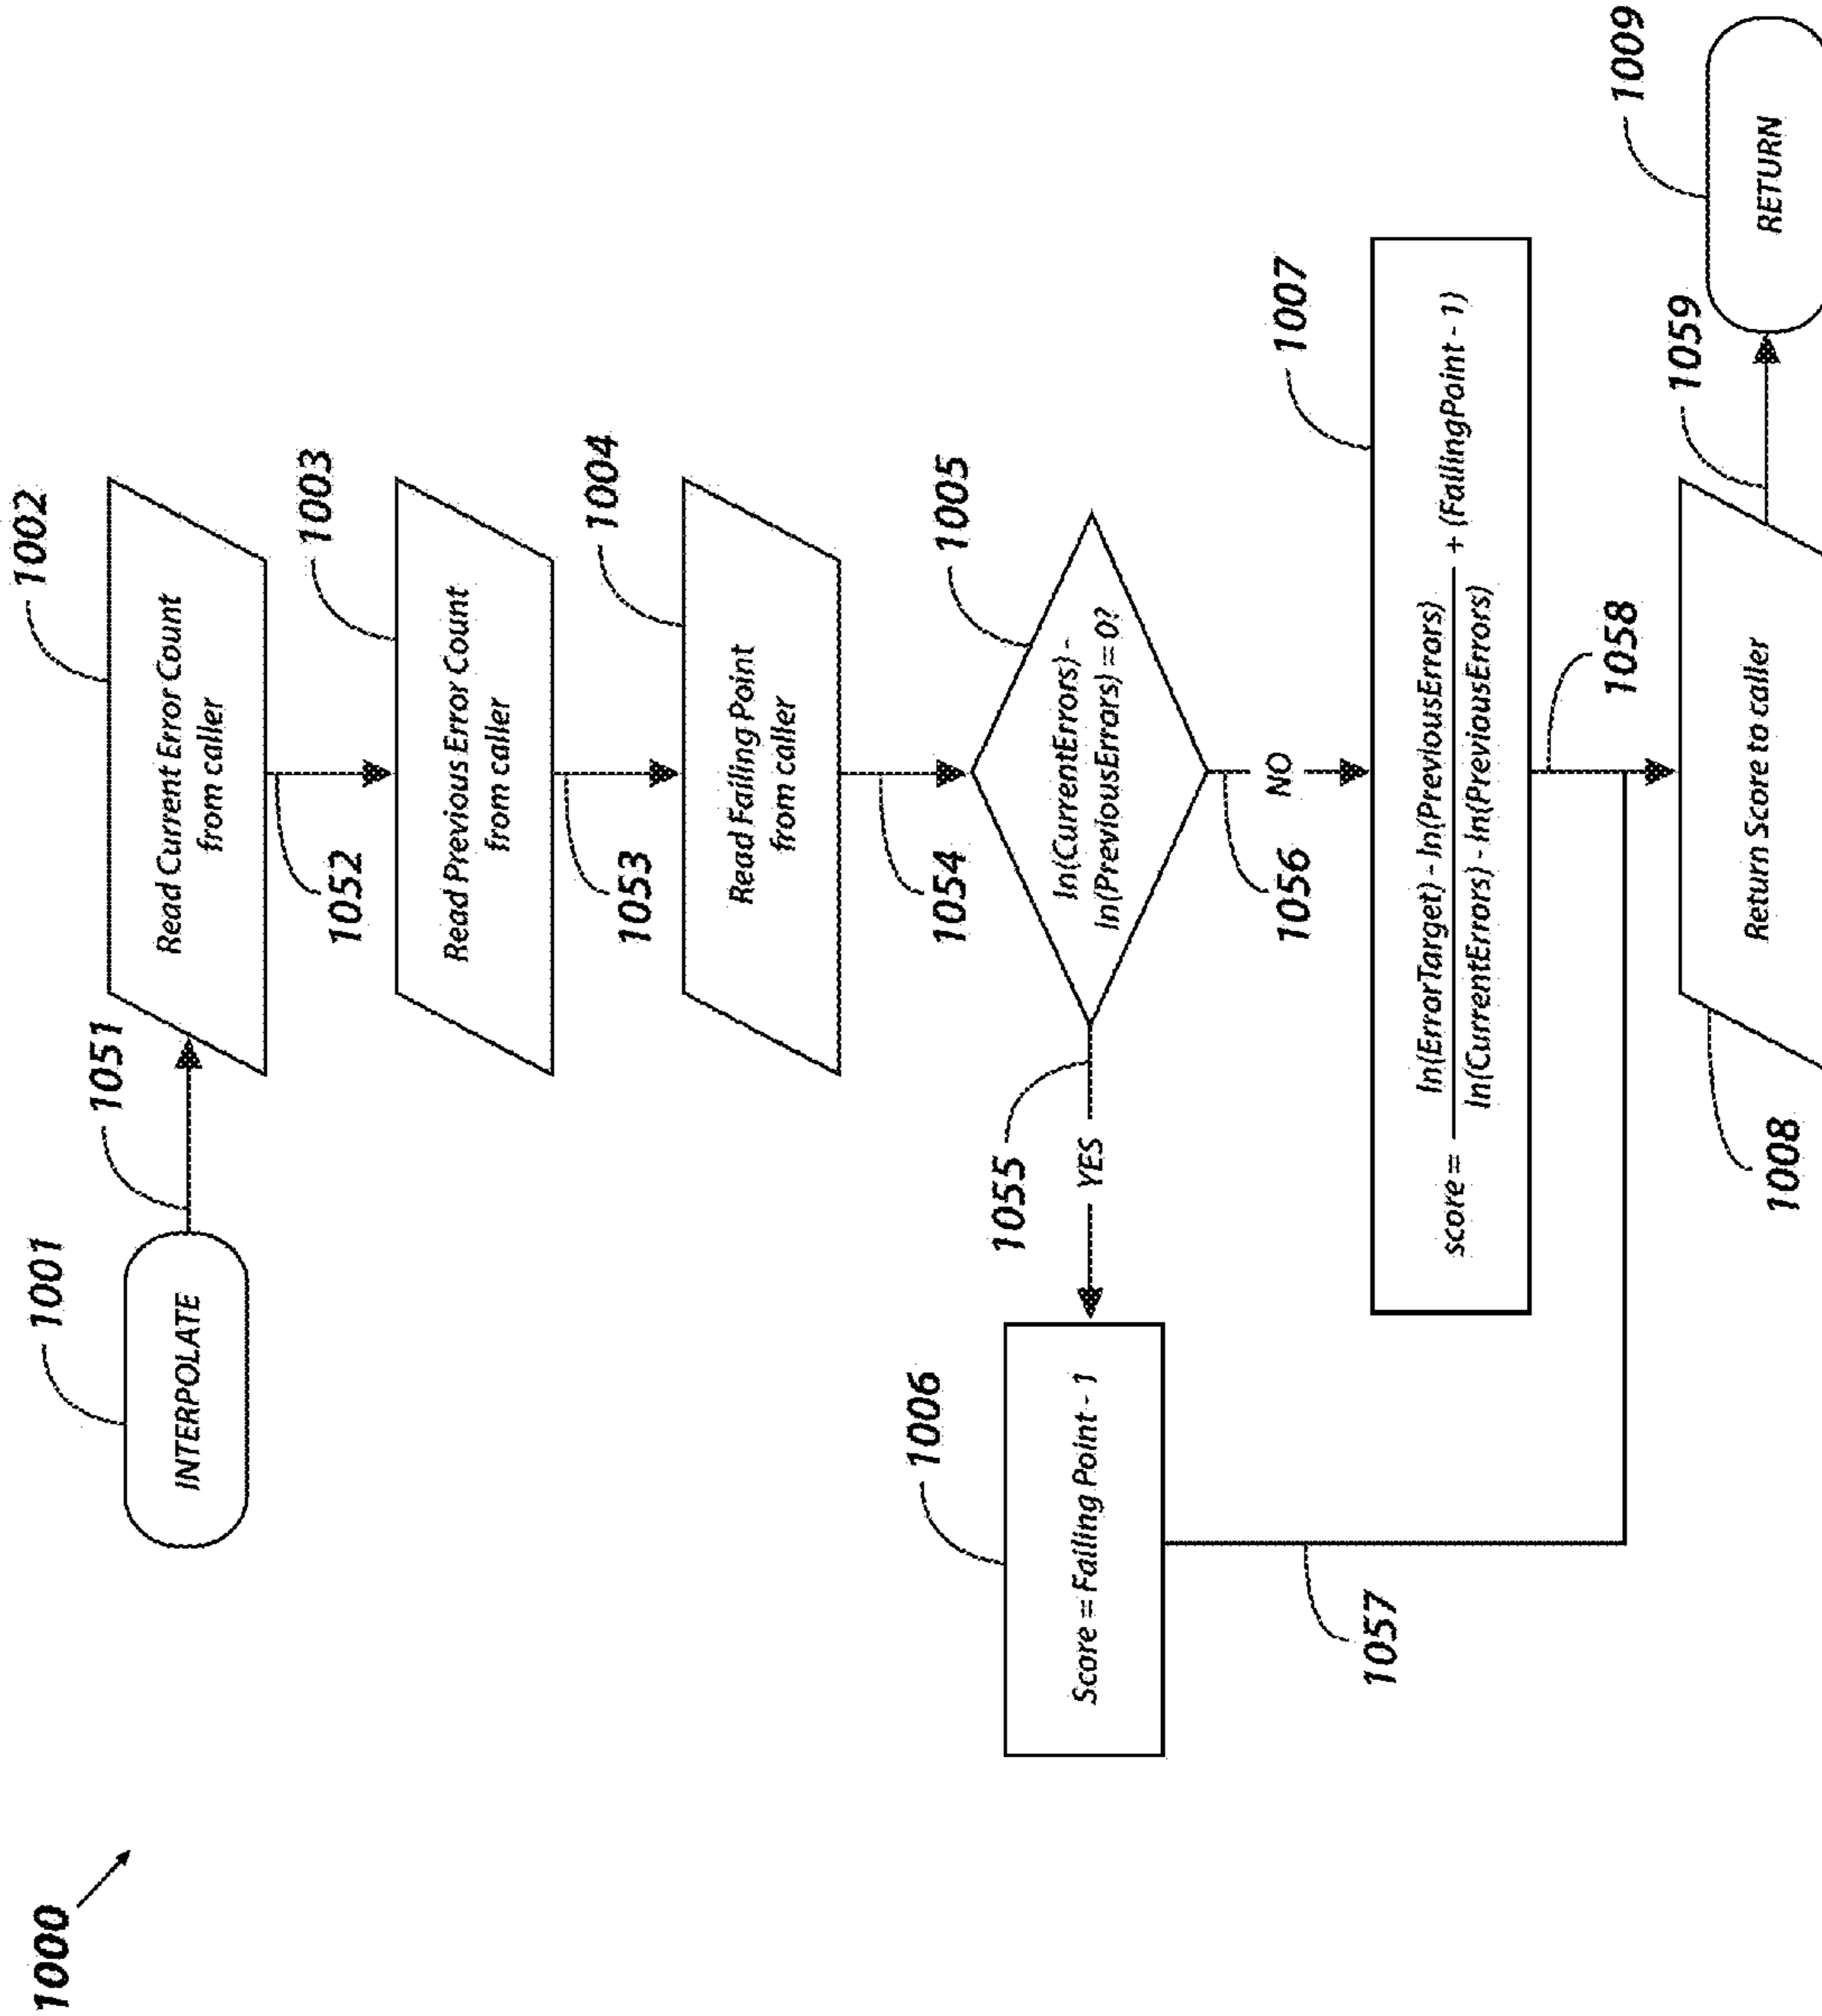 1000
1001
INTERPOLATE
1051
1002
Read Current Error Count
from caller
1052
1003
Read Previous Error Count
from caller
1053
1004
Read Failing Point
from caller
1054
1005
ln(CurrentErrors) -
ln(PreviousErrors) = 0?
1055
YES
1056
NO
1006
Score = Failing Point - 1
1057
1007
score = ln(ErrorTarget) - ln(PreviousErrors) + (FailingPoint - 1)
ln(CurrentErrors) - ln(PreviousErrors)
1058
1008
Return Score to caller
1059
1009
RETURN